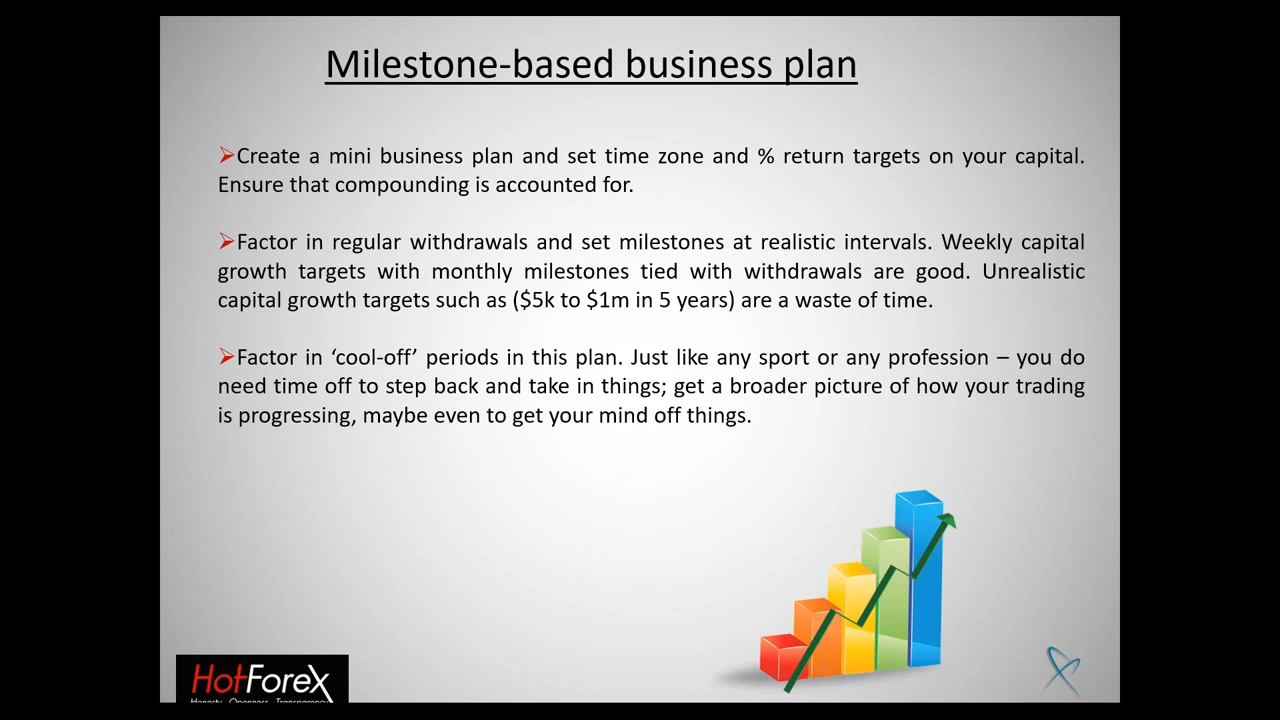 Milestone-based business plan
➢Create a mini business plan and set time zone and % return targets on your capital.
Ensure that compounding is accounted for.
➢Factor in regular withdrawals and set milestones at realistic intervals. Weekly capital
growth targets with monthly milestones tied with withdrawals are good. Unrealistic
capital growth targets such as ($5k to $1m in 5 years) are a waste of time.
➢Factor in ‘cool-off’ periods in this plan. Just like any sport or any profession – you do
need time off to step back and take in things; get a broader picture of how your trading
is progressing, maybe even to get your mind off things.
HotForex
Honesty Openness Transparency